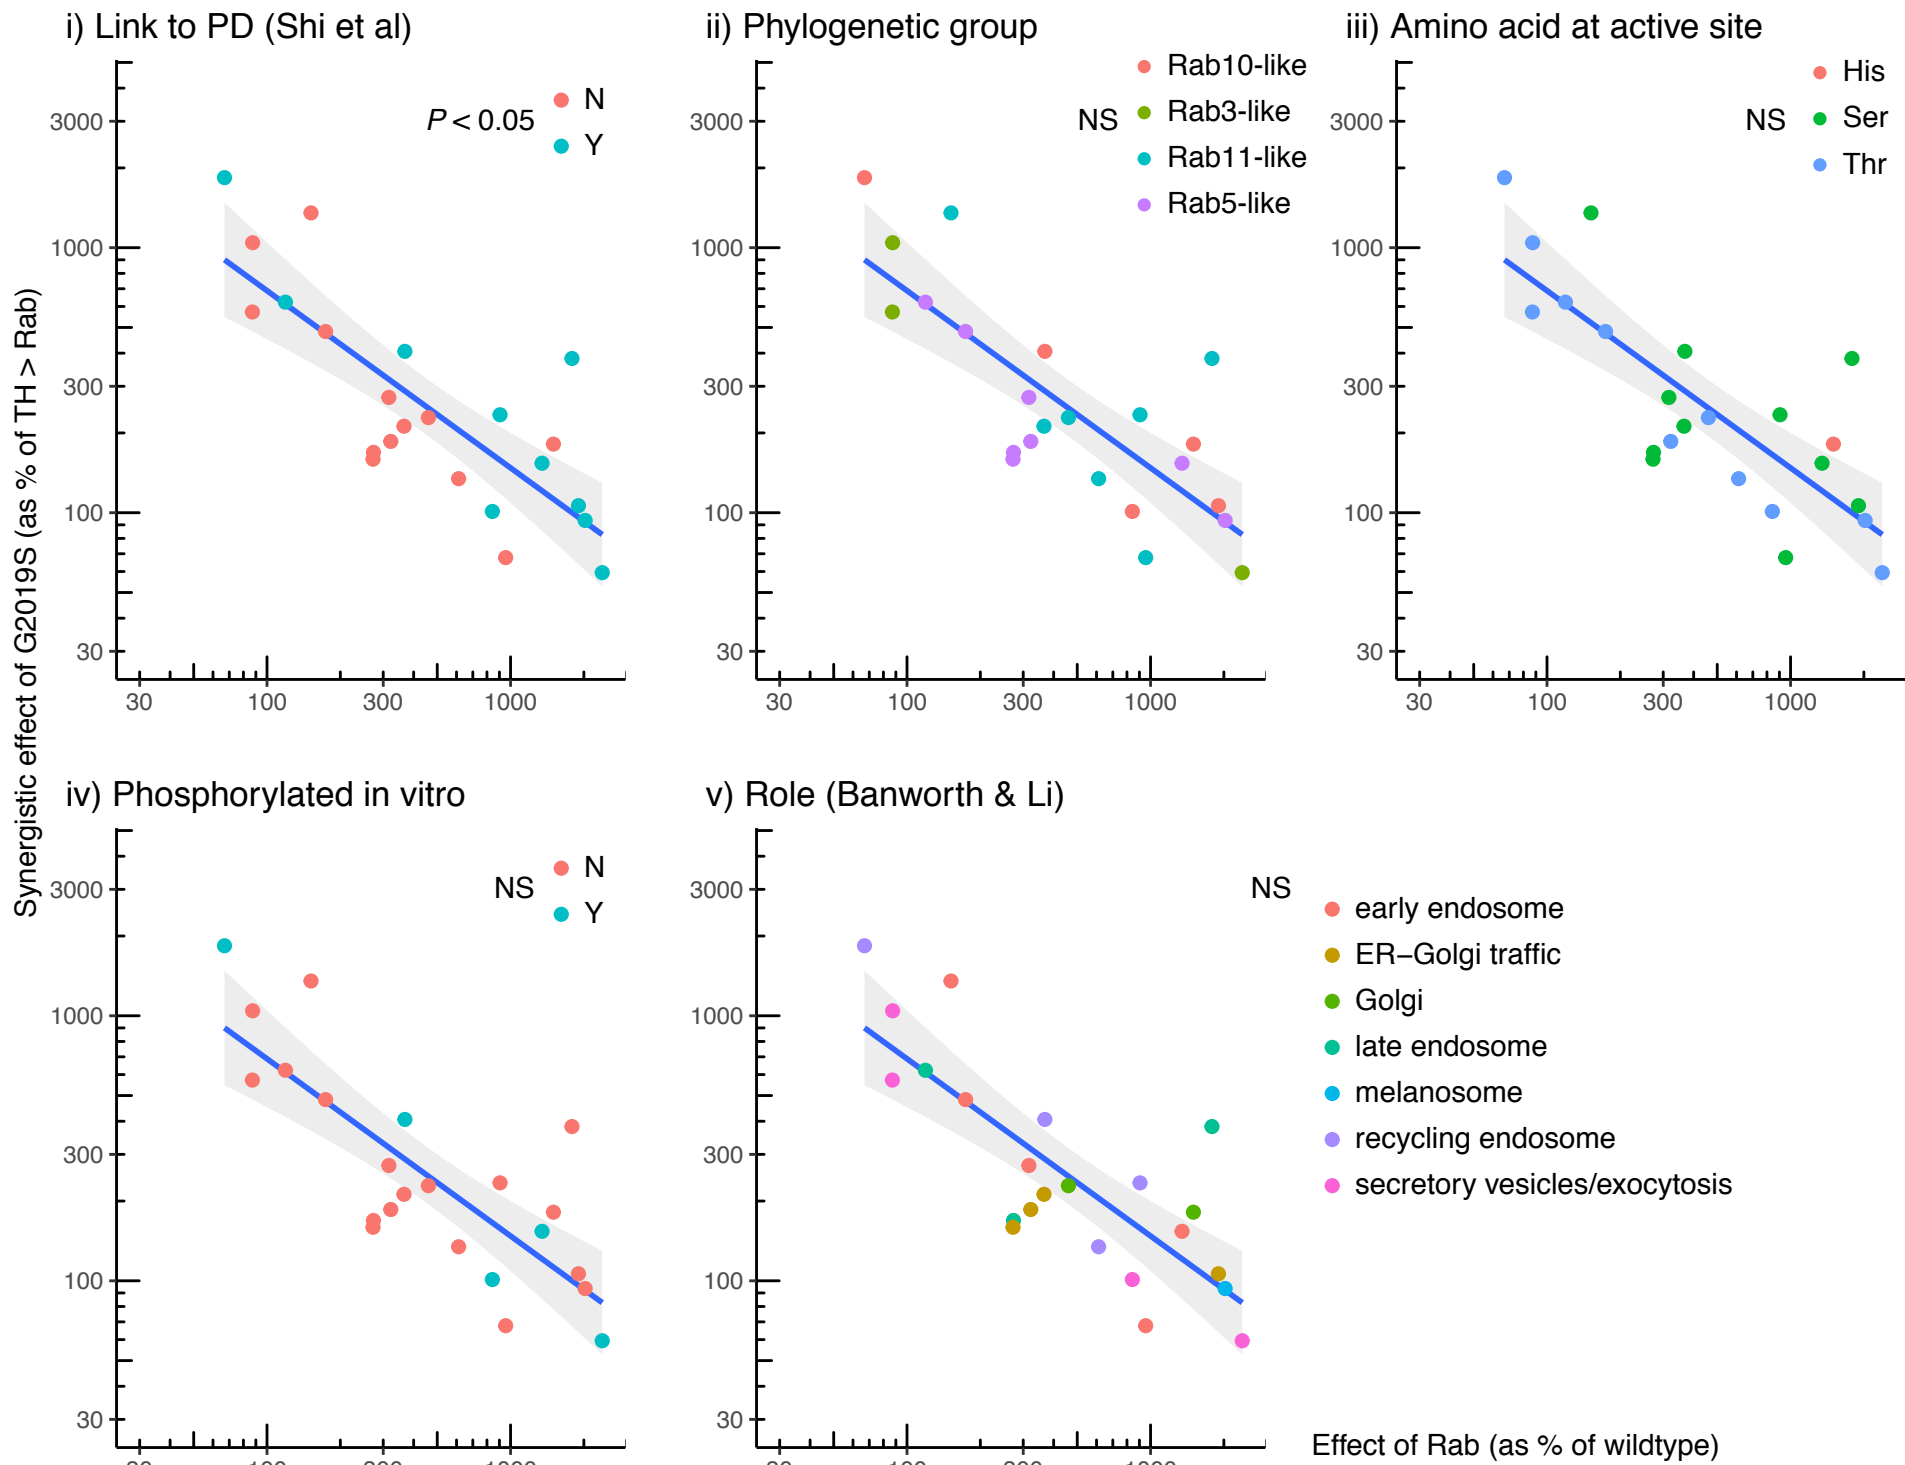 i) Link to PD (Shi et al)
ii) Phylogenetic group
iii) Amino acid at active site
Synergistic effect of G2019S (as % of TH > Rab)
3000
1000
300
100
30
30
100
300
1000
P < 0.05
N
Y
3000
1000
300
100
30
30
100
300
1000
NS
Rab10-like
Rab3-like
Rab11-like
Rab5-like
3000
1000
300
100
30
30
100
300
1000
NS
His
Ser
Thr
iv) Phosphorylated in vitro
v) Role (Banworth & Li)
3000
1000
300
100
30
NS
N
Y
3000
1000
300
100
30
NS
early endosome
ER–Golgi traffic
Golgi
late endosome
melanosome
recycling endosome
secretory vesicles/exocytosis
Effect of Rab (as % of wildtype)